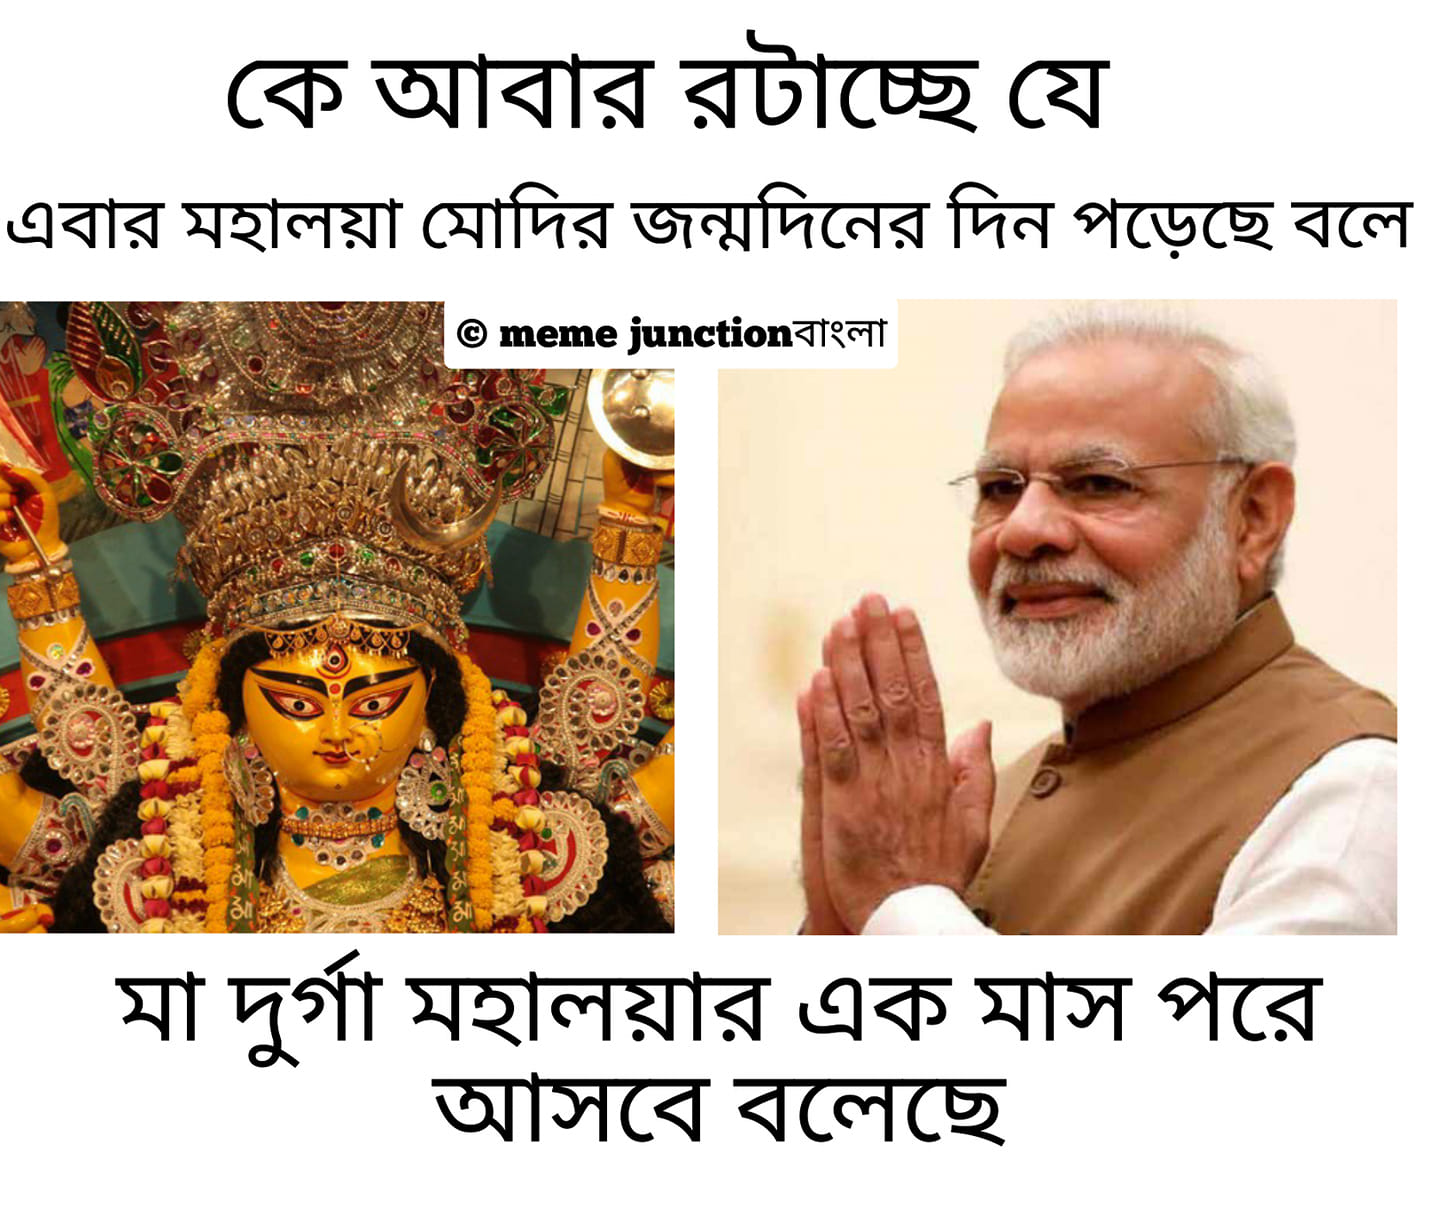 কে আবার রটাচ্ছে যে
এবার মহালয়া মোদির জন্মদিনের দিন পড়েছে বলে
© meme junctionবাংলা
মা দুর্গা মহালয়ার এক মাস পরে
আসবে বলেছে